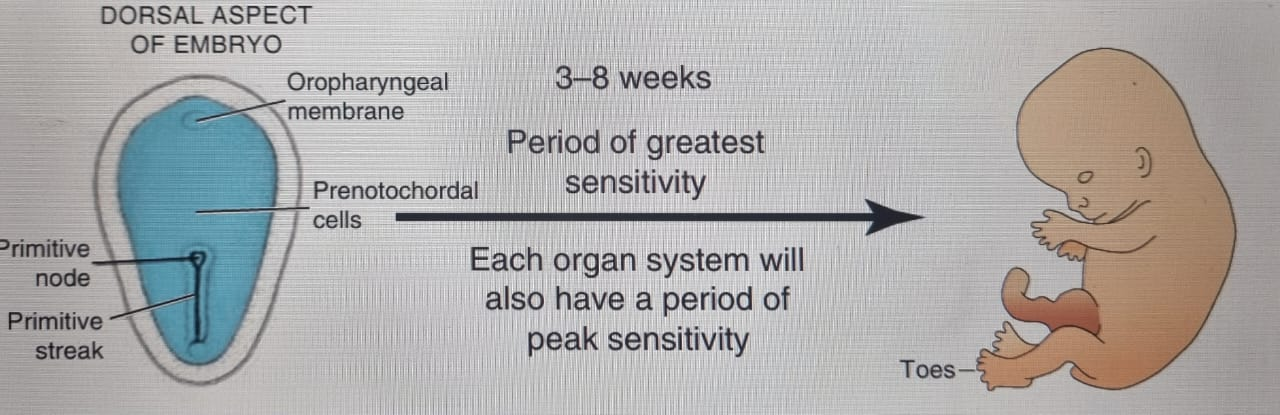 DORSAL ASPECT
OF EMBRYO
Oropharyngeal
membrane
Prenotochordal
cells
Primitive
node
Primitive
streak
3–8 weeks
Period of greatest
sensitivity
Each organ system will
also have a period of
peak sensitivity
Toes